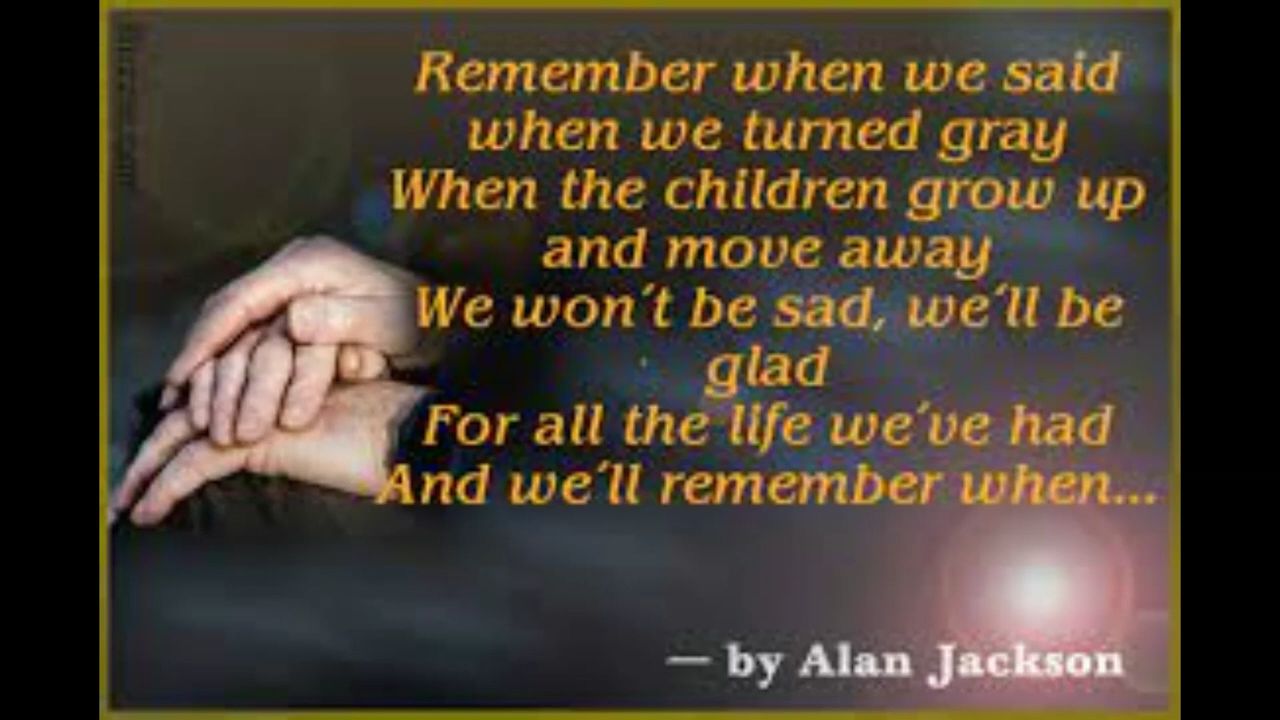 Remember when we said
when we turned gray
When the children grow up
and move away
We won´t be sad, we´ll be
glad
For all the life we´ve had
And we´ll remember when...
— by Alan Jackson